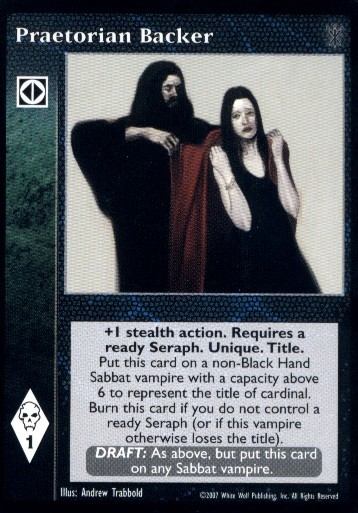 Praetorian Backer
+1 stealth action. Requires a
ready Seraph. Unique. Title.
Put this card on a non-Black Hand
Sabbat vampire with a capacity above
6 to represent the title of cardinal.
Burn this card if you do not control a
ready Seraph (or if this vampire
otherwise loses the title).
DRAFT: As above, but put this card
on any Sabbat vampire.
1
Illus: Andrew Trabbold
©2007 White Wolf Publishing, Inc. All Rights Reserved